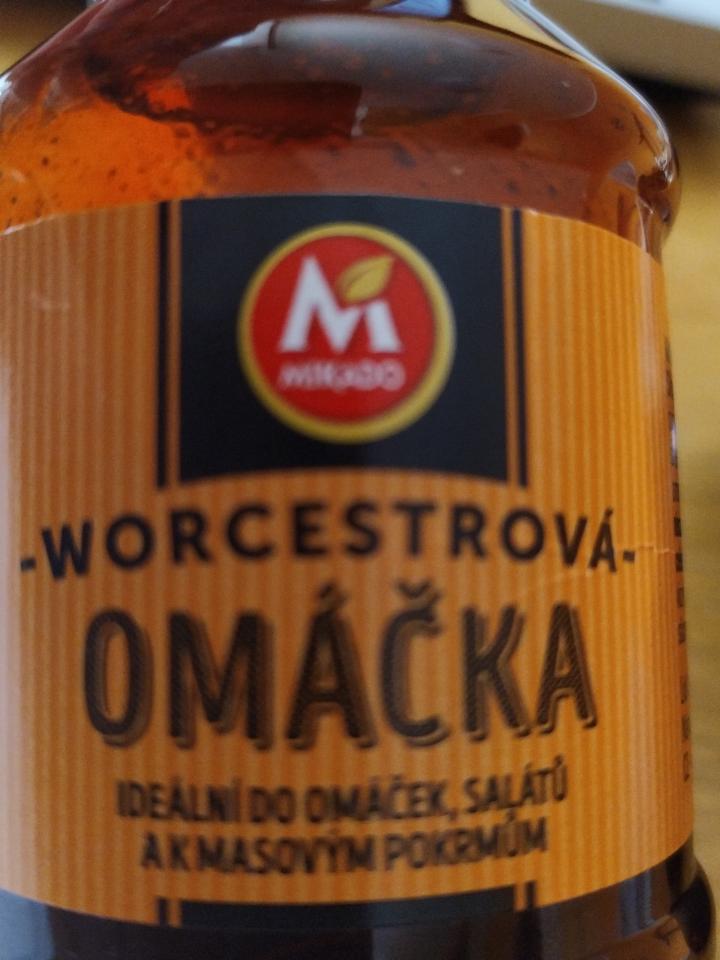 M
MIKADO
-WORCESTROVÁ-
OMÁČKA
IDEÁLNÍ DO OMÁČEK, SALÁTŮ
A K MASOVÝM POKRMŮM